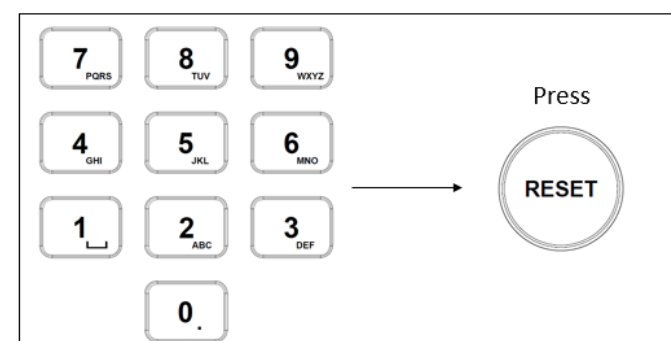 7 PQRS 8 TUV 9 WXYZ
Press
4 GHI 5 JKL 6 MNO
RESET
1 2 ABC 3 DEF
0 .